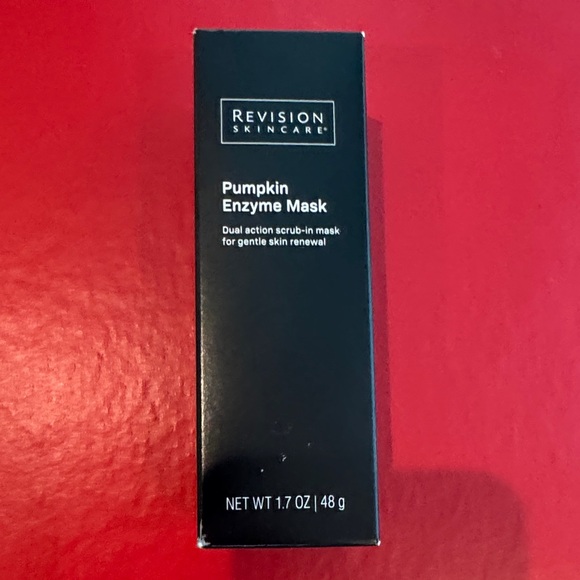 REVISION
SKINCARE®
Pumpkin
Enzyme Mask
Dual action scrub-in mask
for gentle skin renewal
NET WT 1.7 OZ | 48 g